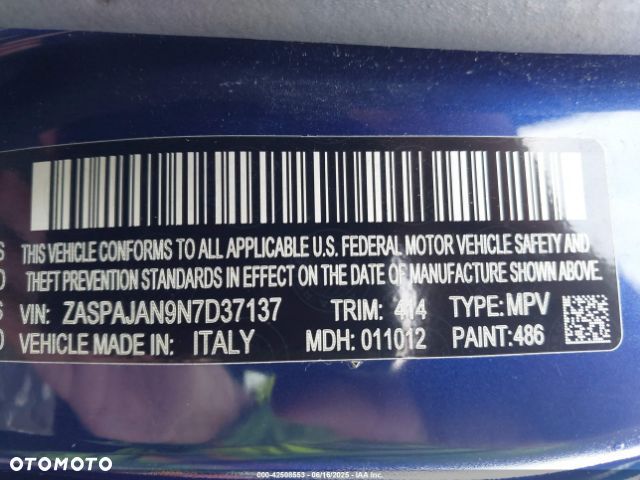 THIS VEHICLE CONFORMS TO ALL APPLICABLE U.S. FEDERAL MOTOR VEHICLE SAFETY AND
THEFT PREVENTION STANDARDS IN EFFECT ON THE DATE OF MANUFACTURE SHOWN ABOVE.
VIN: ZASPAJAN9N7D37137 TRIM: 414 TYPE: MPV
VEHICLE MADE IN: ITALY MDH: 011012 PAINT:486
OTOMOTO
000-42508553 - 06/16/2025 - IAA Inc.